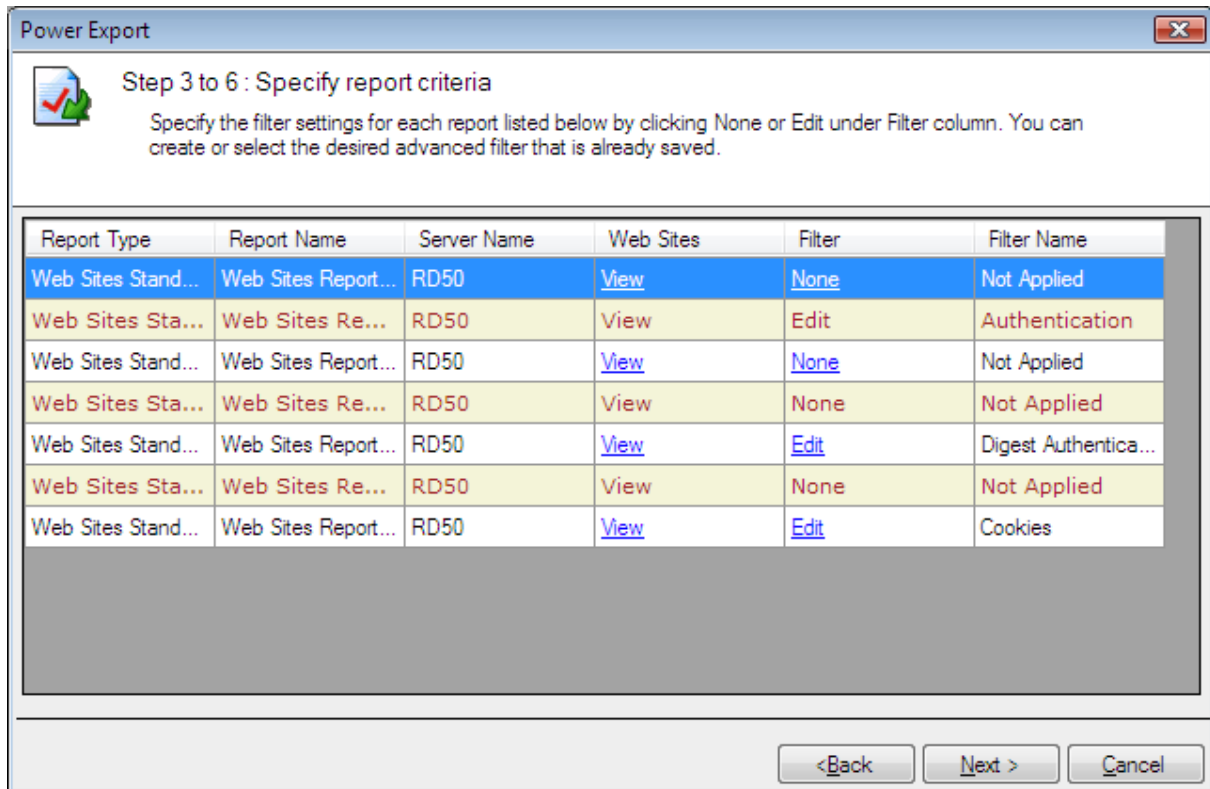 Power Export
Step 3 to 6 : Specify report criteria
Specify the filter settings for each report listed below by clicking None or Edit under Filter column. You can
create or select the desired advanced filter that is already saved.
Report Type Report Name Server Name Web Sites Filter Filter Name
Web Sites Stand... Web Sites Report... RD50 View None Not Applied
Web Sites Sta... Web Sites Re... RD50 View Edit Authentication
Web Sites Stand... Web Sites Report... RD50 View None Not Applied
Web Sites Sta... Web Sites Re... RD50 View None Not Applied
Web Sites Stand... Web Sites Report... RD50 View Edit Digest Authentica...
Web Sites Sta... Web Sites Re... RD50 View None Not Applied
Web Sites Stand... Web Sites Report... RD50 View Edit Cookies
<Back Next > Cancel